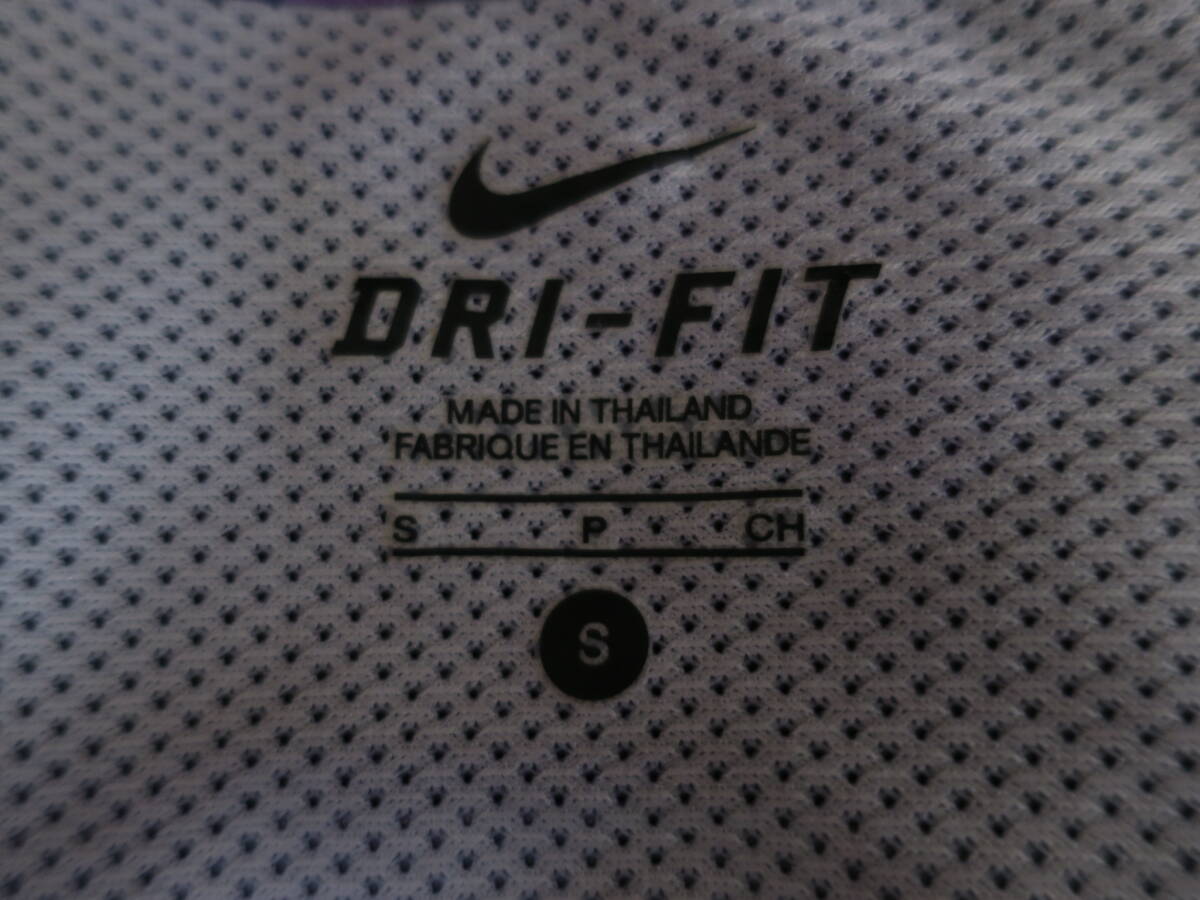 DRI-FIT
MADE IN THAILAND
FABRIQUE EN THAILANDE
S P CH
S